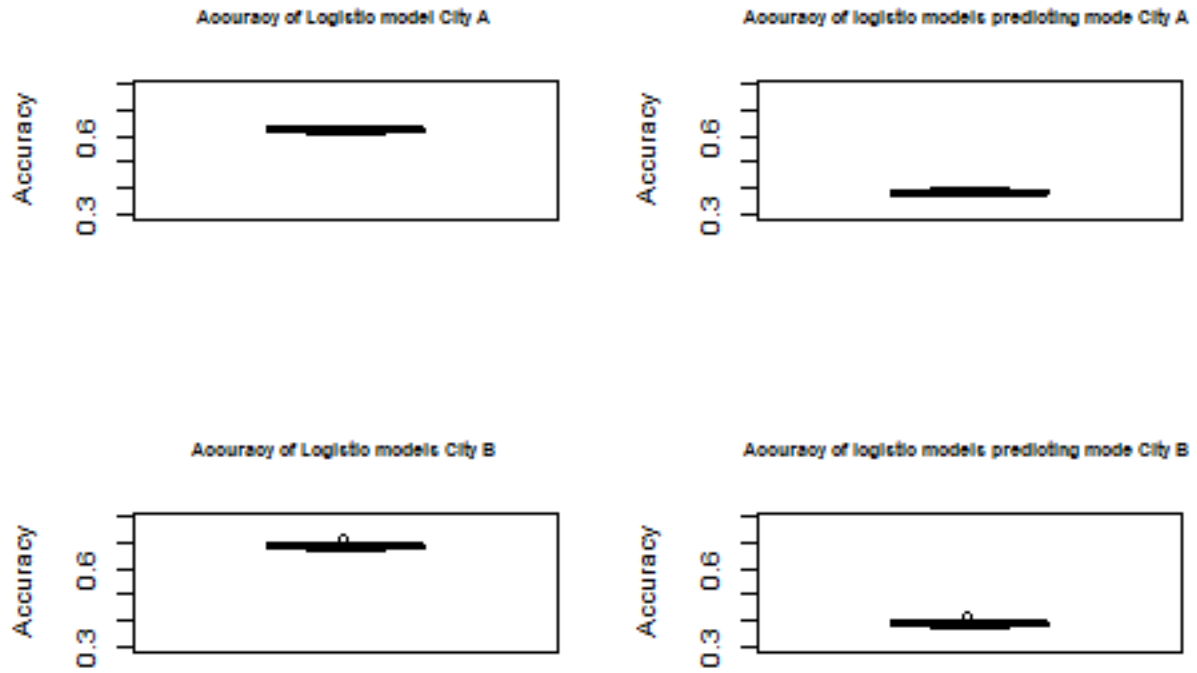 Accuracy of Logistic model City A
Accuracy of logistic models predicting mode City A
Accuracy
0.6
0.3
Accuracy
0.6
0.3
Accuracy of Logistic models City B
Accuracy of logistic models predicting mode City B
Accuracy
0.6
0.3
Accuracy
0.6
0.3